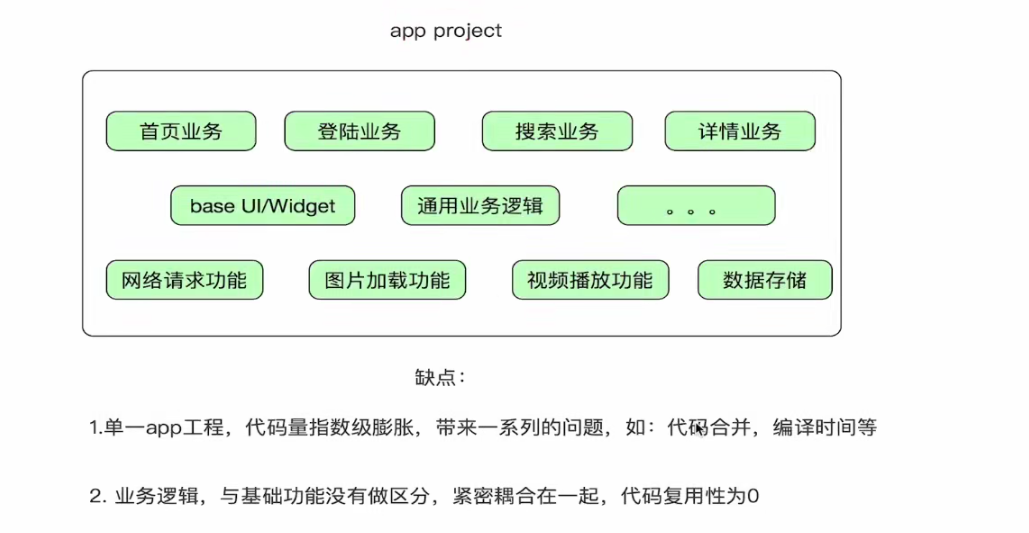 app project
首页业务 登陆业务 搜索业务 详情业务
base UI/Widget 通用业务逻辑 。。。
网络请求功能 图片加载功能 视频播放功能 数据存储
缺点：
1.单一app工程，代码量指数级膨胀，带来一系列的问题，如：代码合并，编译时间等
2. 业务逻辑，与基础功能没有做区分，紧密耦合在一起，代码复用性为0